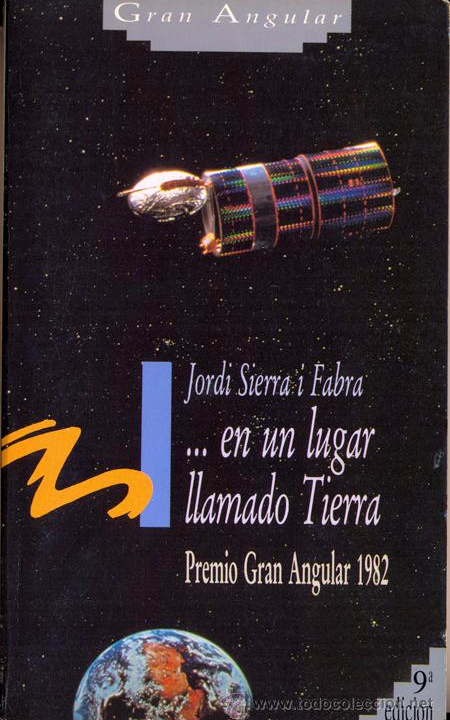 Gran Angular
Jordi Sierra i Fabra
... en un lugar
llamado Tierra
Premio Gran Angular 1982
9ª
edición
www.todocoleccion.net